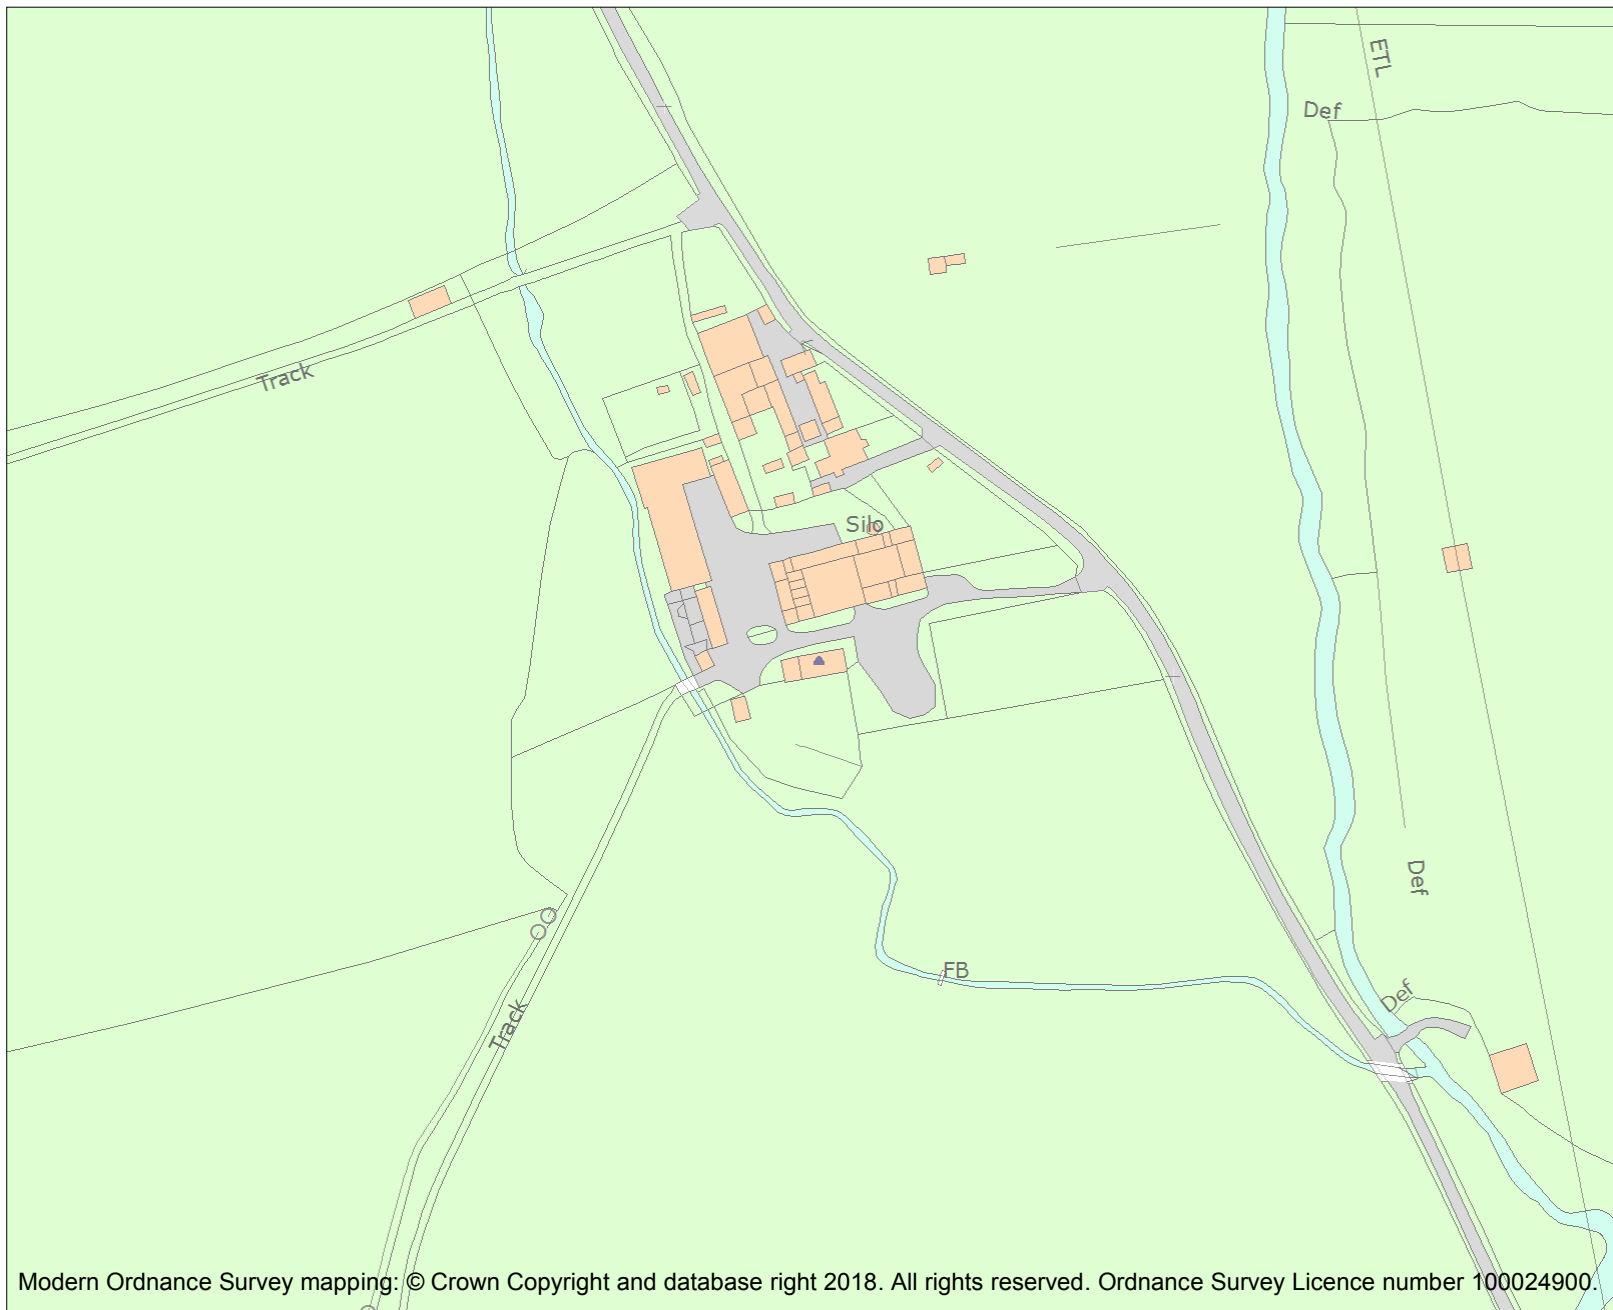 ETL
Def
Track
Silo
Def
FB
Def
Track
Modern Ordnance Survey mapping: © Crown Copyright and database right 2018. All rights reserved. Ordnance Survey Licence number 100024900.